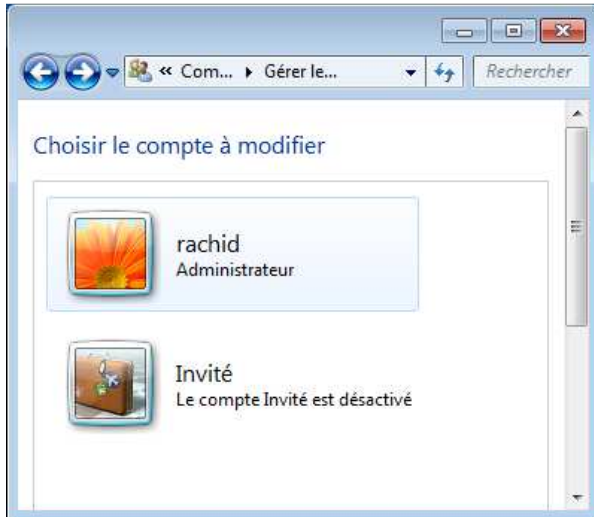 « Com... ▸ Gérer le... Rechercher
Choisir le compte à modifier
rachid
Administrateur
Invité
Le compte Invité est désactivé